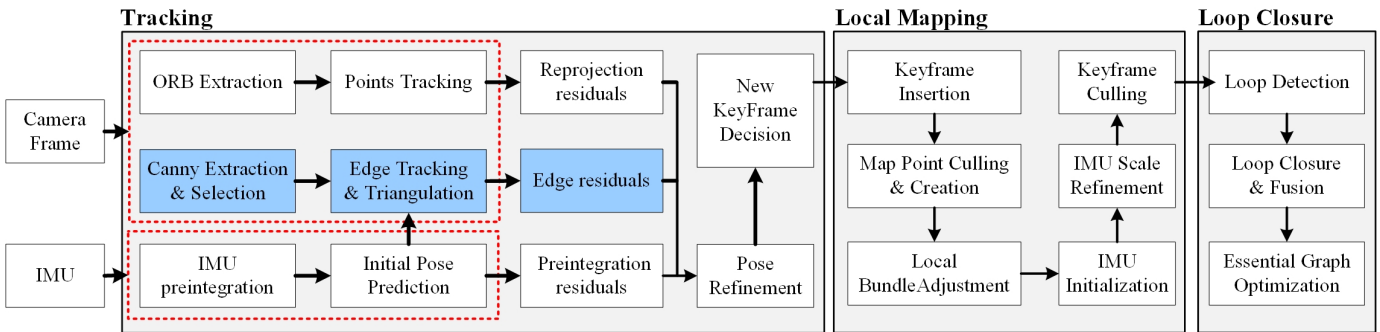 Tracking
Local Mapping
Loop Closure
Camera
Frame
IMU
ORB Extraction
Points Tracking
Reprojection
residuals
Canny Extraction
& Selection
Edge Tracking
& Triangulation
Edge residuals
IMU
preintegration
Initial Pose
Prediction
Preintegration
residuals
New
KeyFrame
Decision
Pose
Refinement
Keyframe
Insertion
Map Point Culling
& Creation
Local
BundleAdjustment
Keyframe
Culling
IMU Scale
Refinement
IMU
Initialization
Loop Detection
Loop Closure
& Fusion
Essential Graph
Optimization